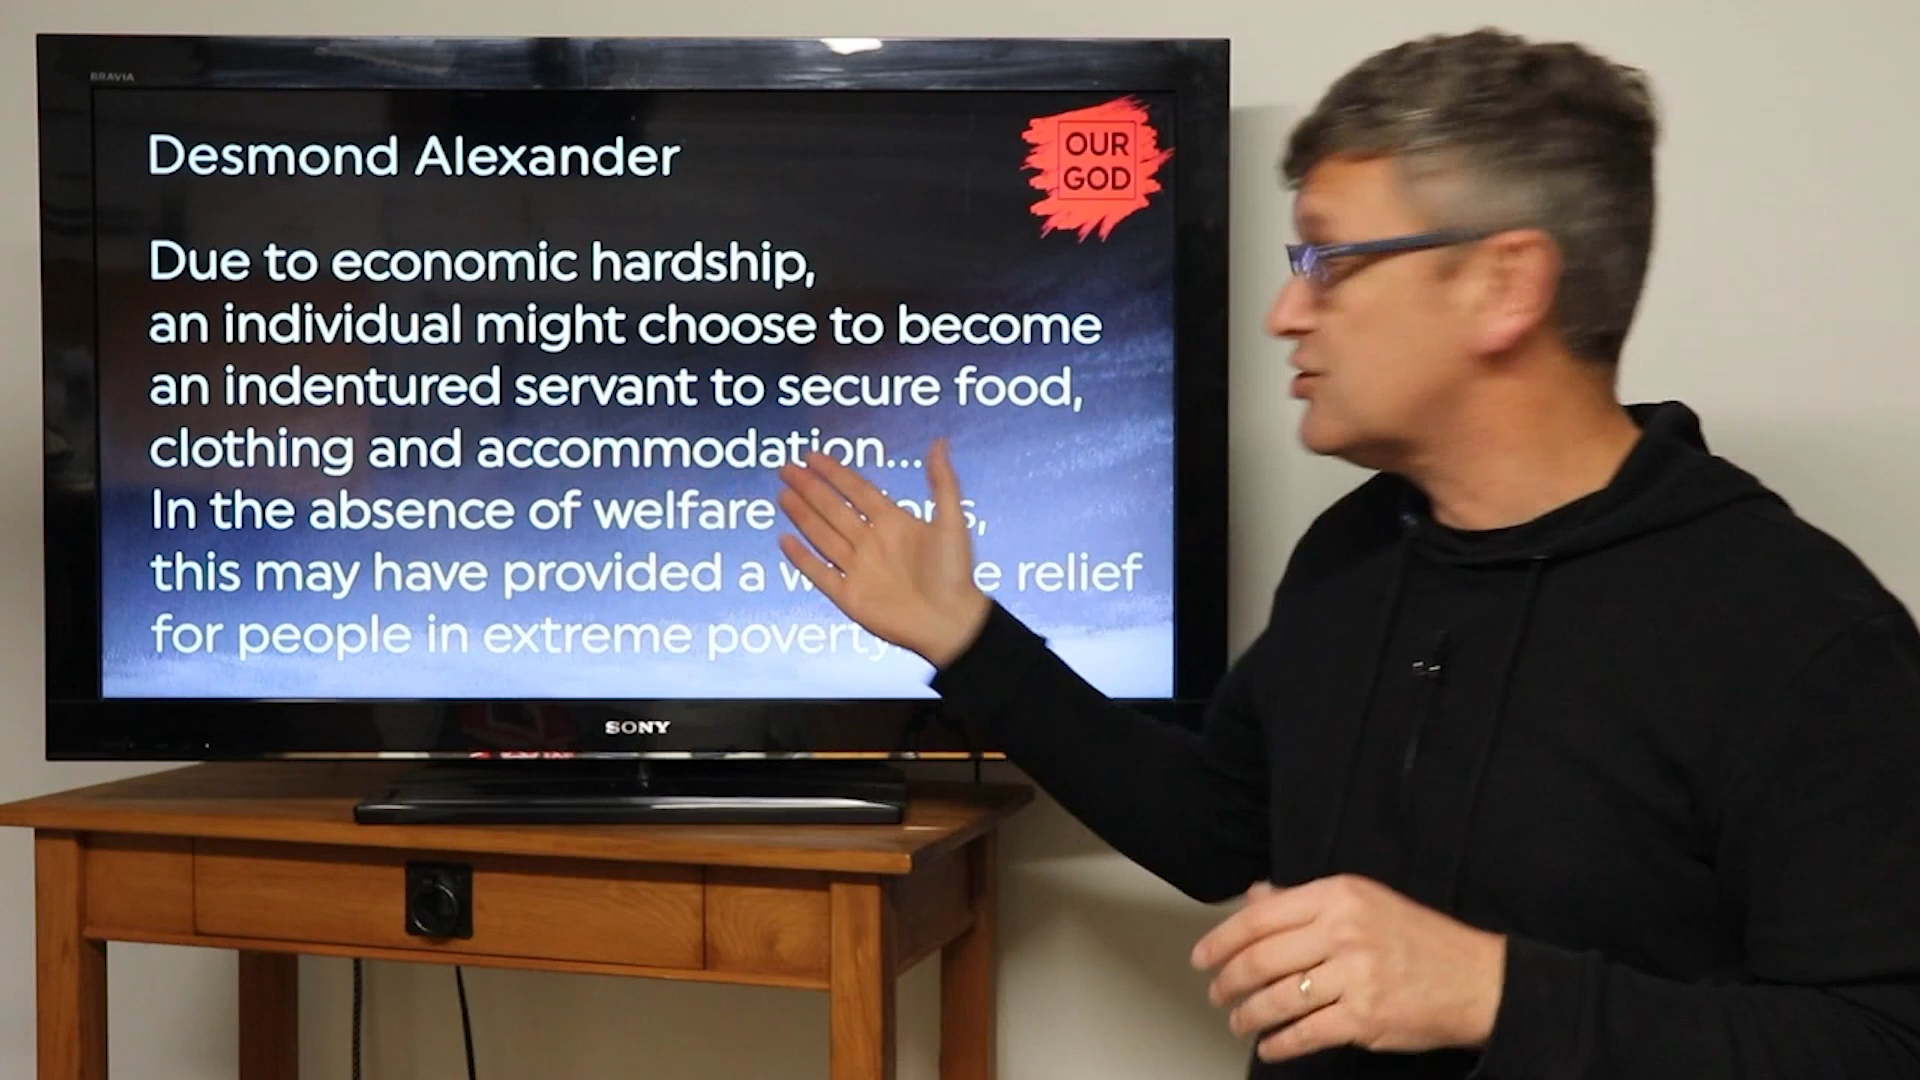 BRAVIA
Desmond Alexander
OUR
GOD
Due to economic hardship,
an individual might choose to become
an indentured servant to secure food,
clothing and accommodation...
In the absence of welfare
this may have provided a relief
for people in extreme poverty.
SONY